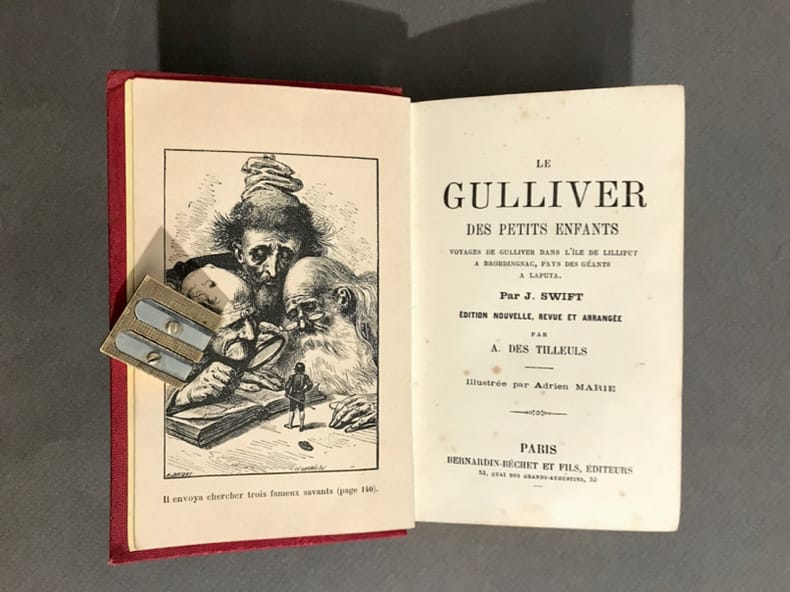 Il envoya chercher trois fameux savants (page 140).
LE
GULLIVER
DES PETITS ENFANTS
VOYAGES DE GULLIVER DANS L'ÎLE DE LILLIPUT
A BRORDINGNAC, PAYS DES GÉANTS
A LAPUTA.
Par J. SWIFT
ÉDITION NOUVELLE, REVUE ET ARRANGÉE
PAR
A. DES TILLEULS
Illustrée par Adrien MARIE
PARIS
BERNARDIN-BÉCHET ET FILS, ÉDITEURS
53, QUAI DES GRANDS-AUGUSTINS, 53